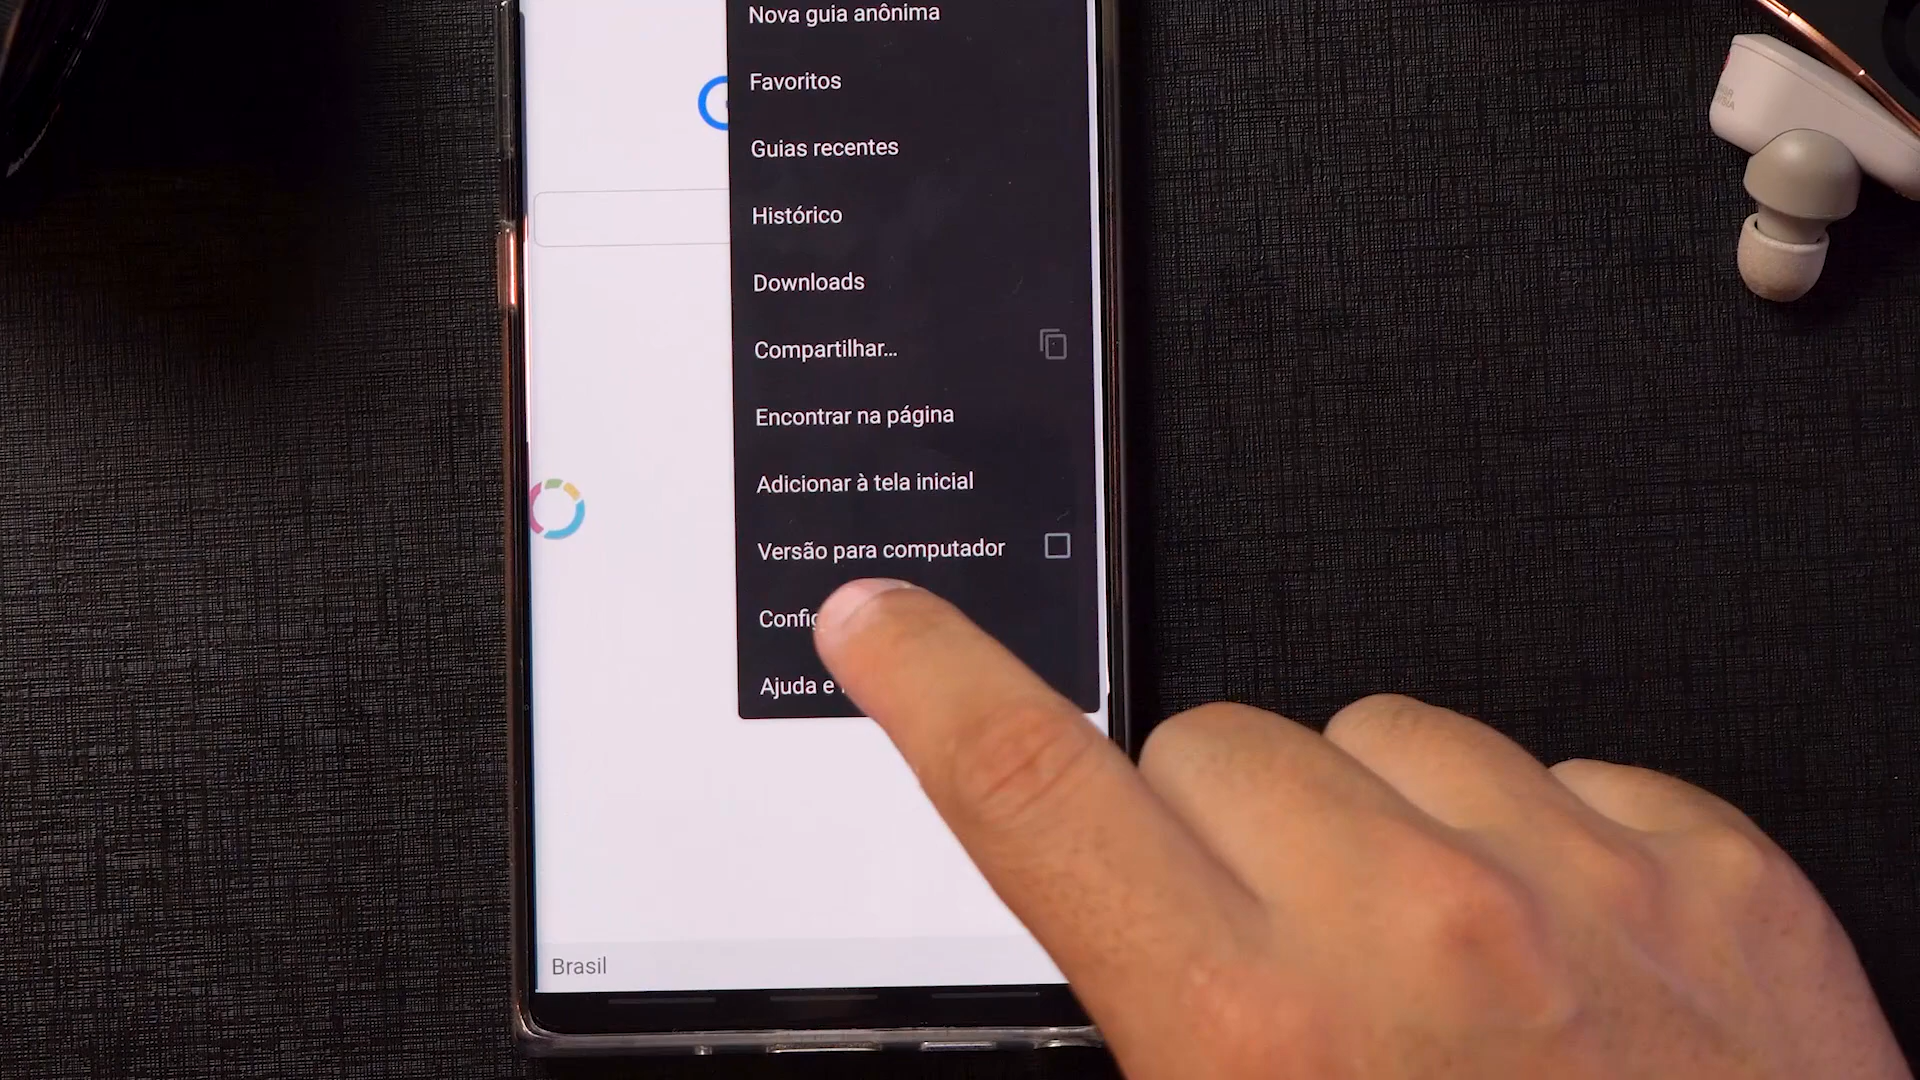 Nova guia anônima
Favoritos
Guias recentes
Histórico
Downloads
Compartilhar...
Encontrar na página
Adicionar à tela inicial
Versão para computador
Ajuda e
Brasil